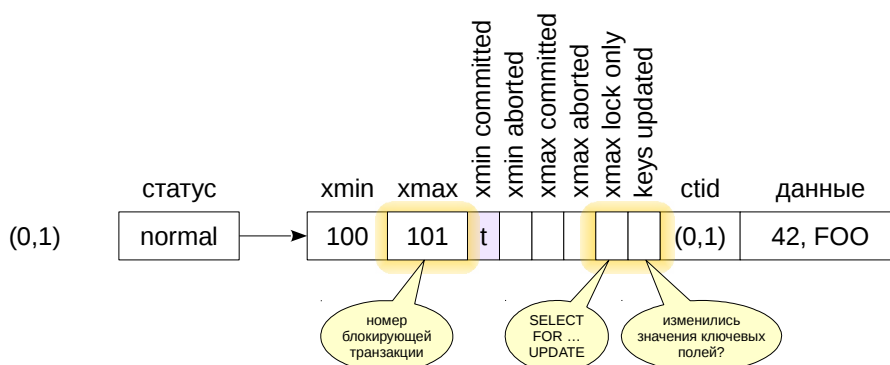 xmin committed
xmin aborted
xmax committed
xmax aborted
xmax lock only
keys updated
статус
xmin
xmax
ctid
данные
(0,1)
normal
100
101
t
(0,1)
42, FOO
номер
блокирующей
транзакции
SELECT
FOR ...
UPDATE
изменились
значения ключевых
полей?